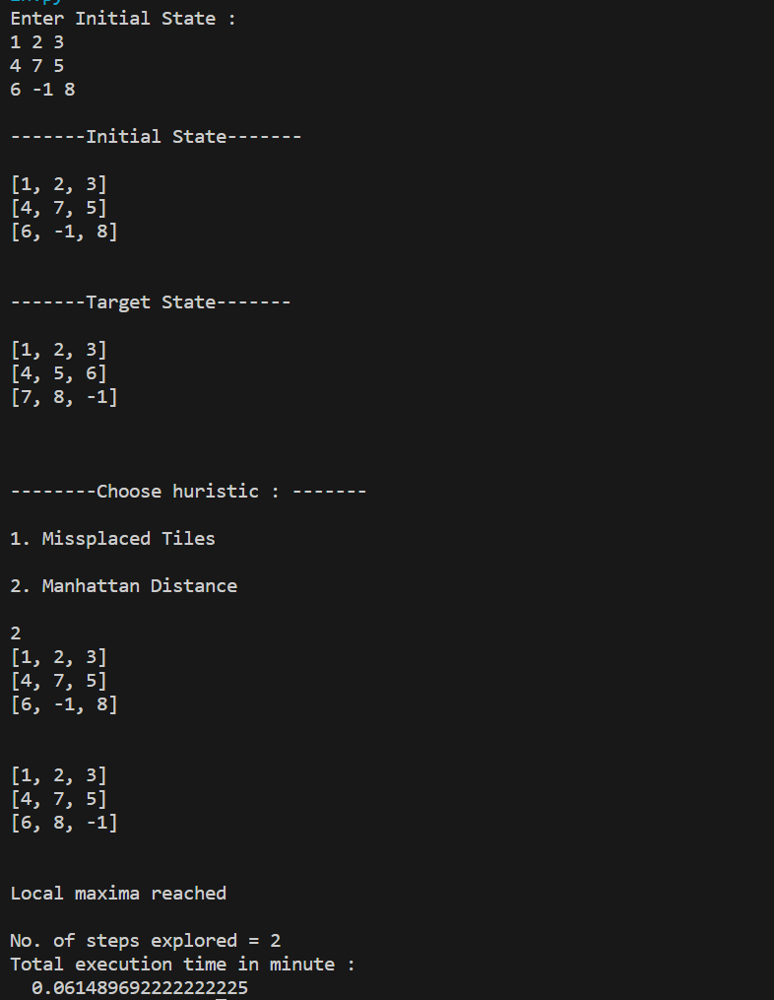 Enter Initial State :
1 2 3
4 7 5
6 -1 8
-------Initial State-------
[1, 2, 3]
[4, 7, 5]
[6, -1, 8]
-------Target State-------
[1, 2, 3]
[4, 5, 6]
[7, 8, -1]
--------Choose huristic : -------
1. Missplaced Tiles
2. Manhattan Distance
2
[1, 2, 3]
[4, 7, 5]
[6, -1, 8]
[1, 2, 3]
[4, 7, 5]
[6, 8, -1]
Local maxima reached
No. of steps explored = 2
Total execution time in minute :
0.061489692222222225